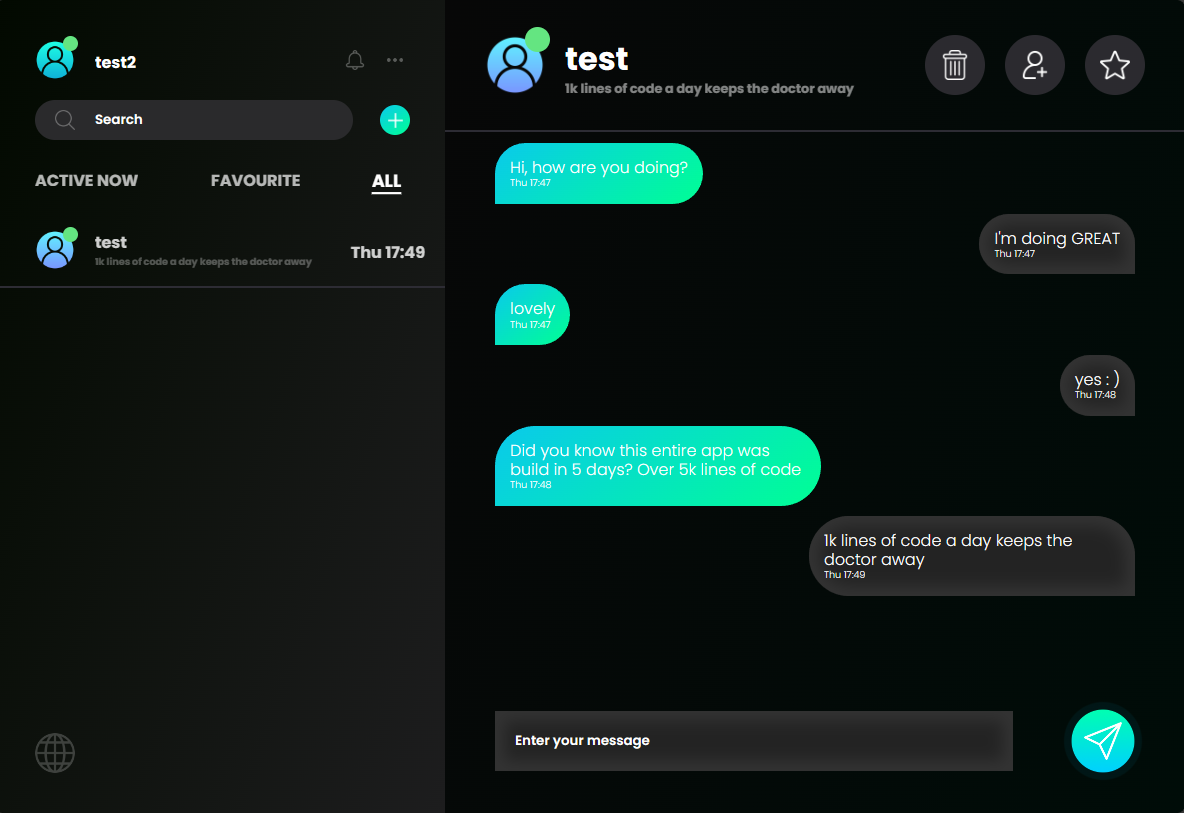 test2
Search
ACTIVE NOW
FAVOURITE
ALL
test
1k lines of code a day keeps the doctor away
Thu 17:49
test
1k lines of code a day keeps the doctor away
Hi, how are you doing?
Thu 17:47
I'm doing GREAT
Thu 17:47
lovely
Thu 17:47
yes : )
Thu 17:48
Did you know this entire app was
build in 5 days? Over 5k lines of code
Thu 17:48
1k lines of code a day keeps the
doctor away
Thu 17:49
Enter your message